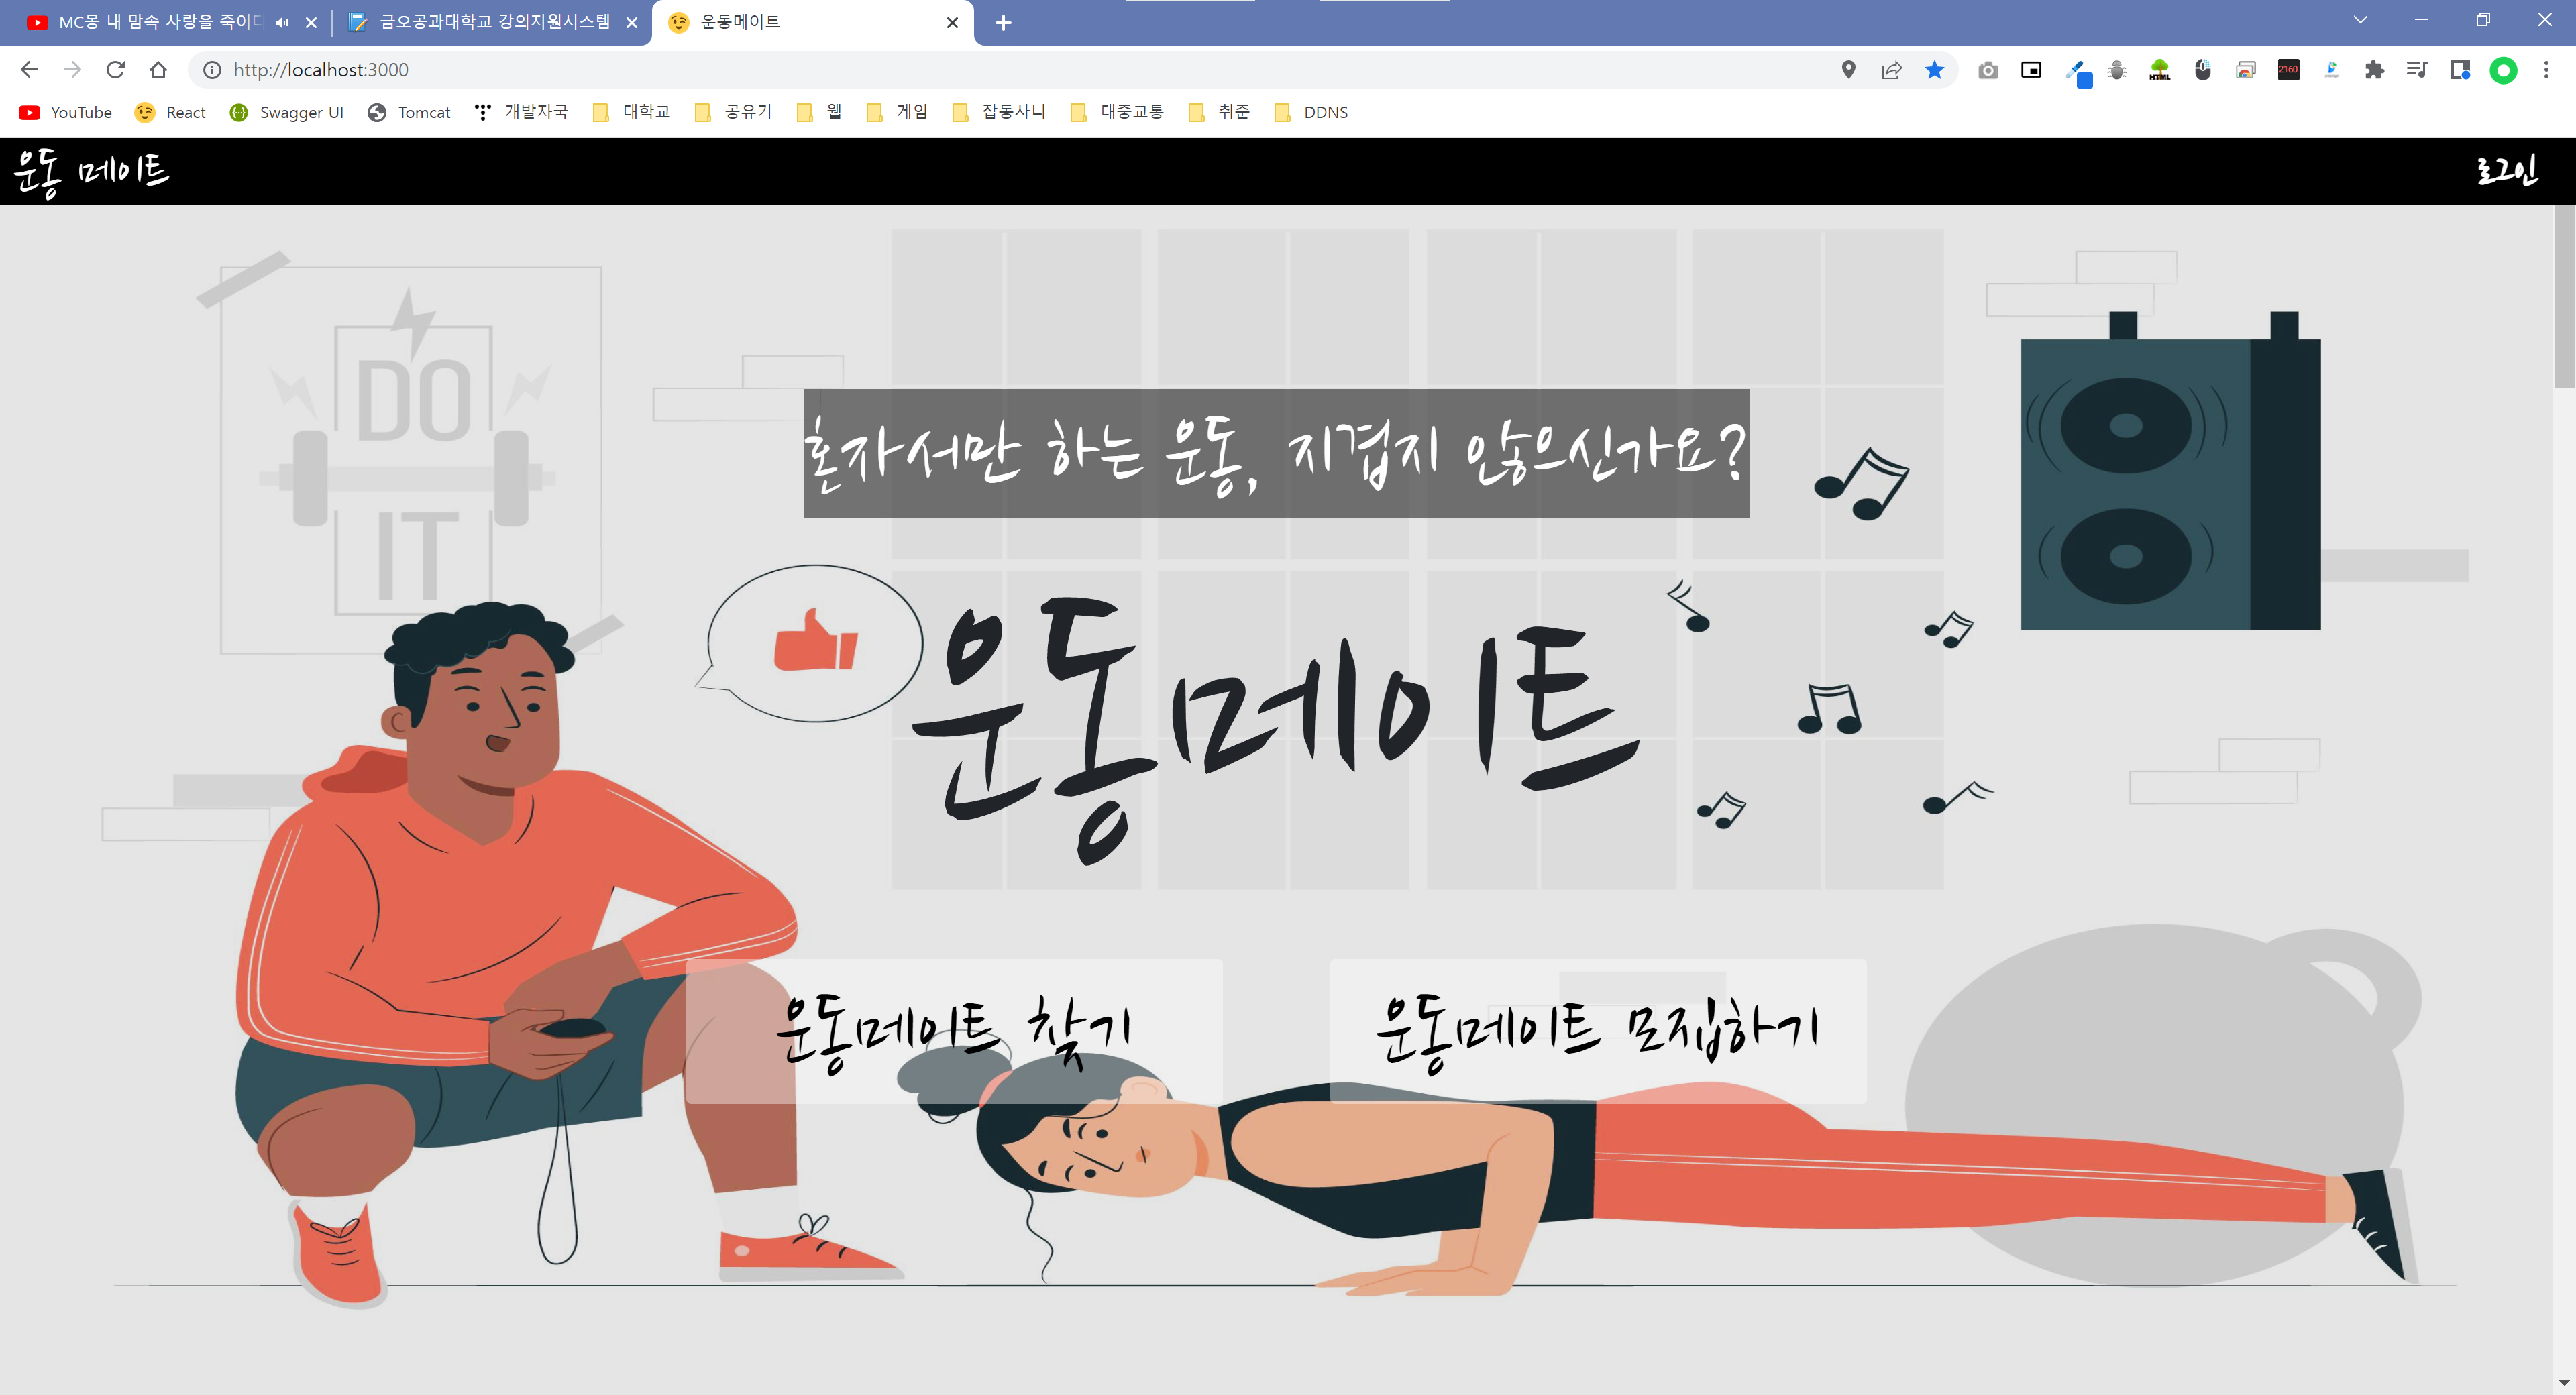 MC몽 내 맘속 사랑을 죽이다
금오공과대학교 강의지원시스템
운동메이트
http://localhost:3000
2160
HTML
YouTube
React
Swagger UI
Tomcat
개발자국
대학교
공유기
웹
게임
잡동사니
대중교통
취준
DDNS
운동 메이트
로그인
DO
IT
혼자서만 하는 운동, 지겹지 않으신가요?
운동메이트
운동메이트 찾기
운동메이트 모집하기